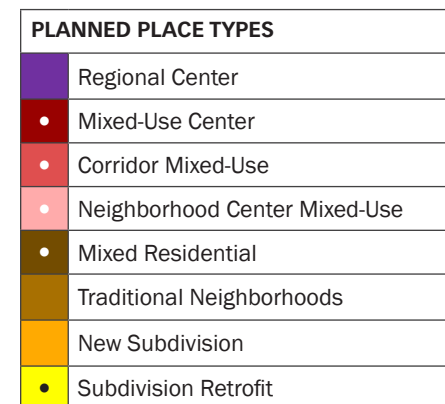 PLANNED PLACE TYPES
Regional Center
Mixed-Use Center
Corridor Mixed-Use
Neighborhood Center Mixed-Use
Mixed Residential
Traditional Neighborhoods
New Subdivision
Subdivision Retrofit